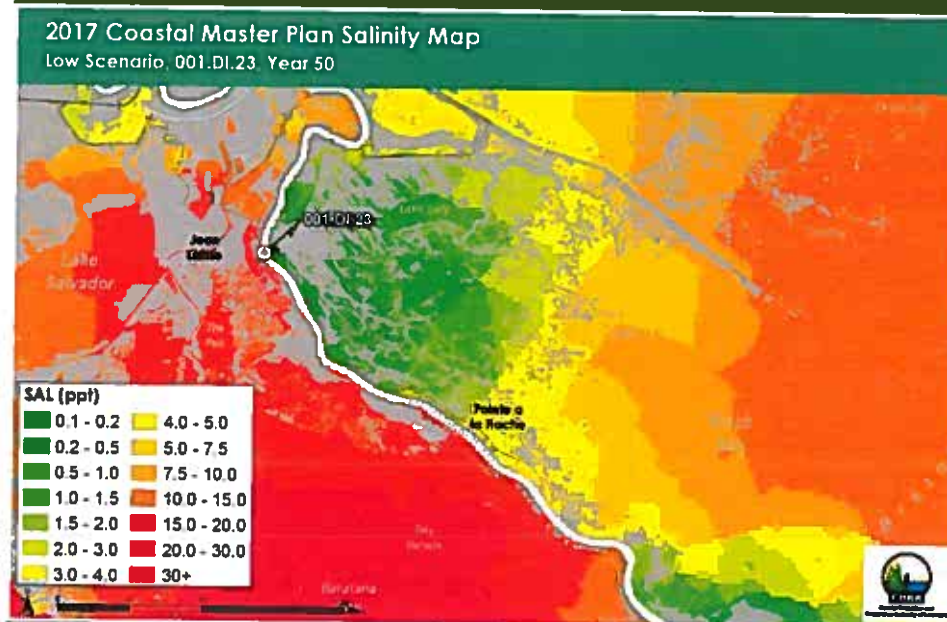 2017 Coastal Master Plan Salinity Map
Low Scenario, 001.DI.23, Year 50
001.DI.23
Jean
Lake
Salvador
SAL (ppt)
0.1 - 0.2 4.0 - 5.0
0.2 - 0.5 5.0 - 7.5
0.5 - 1.0 7.5 - 10.0
1.0 - 1.5 10.0 - 15.0
1.5 - 2.0 15.0 - 20.0
2.0 - 3.0 20.0 - 30.0
3.0 - 4.0 30+
Pointe a
la Hache
Barataria